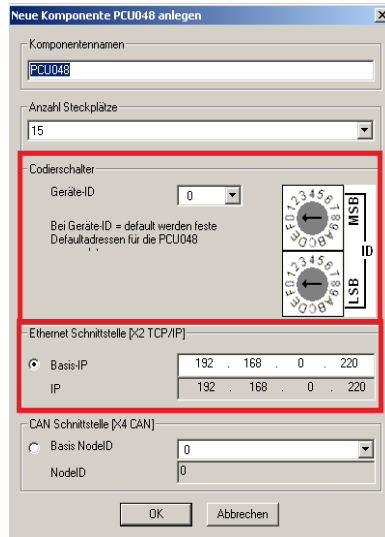 Neue Komponente PCU048 anlegen
Komponentennamen
PCU048
Anzahl Steckplätze
15
Codierschalter
Geräte-ID
0
Bei Geräte-ID = default werden feste
Defaultadressen für die PCU048
MSB
ID
LSB
Ethernet Schnittstelle [X2 TCP/IP]
Basis-IP
192 . 168 . 0 . 220
IP
192 . 168 . 0 . 220
CAN Schnittstelle [X4 CAN]
Basis NodeID
0
NodeID
0
OK
Abbrechen